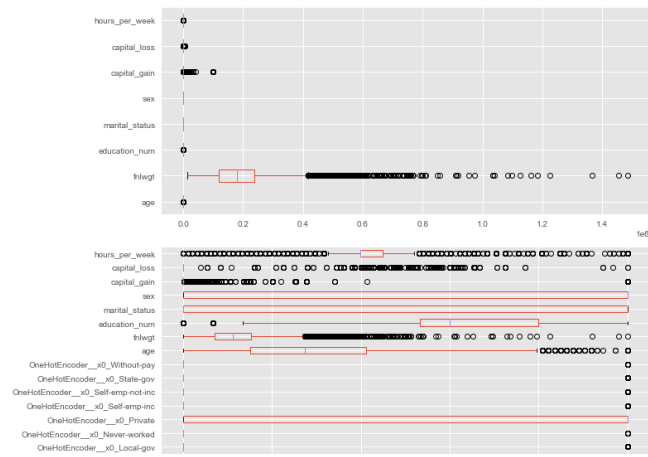 hours_per_week
capital_loss
capital_gain
sex
marital_status
education_num
fnlwgt
age
0.0 0.2 0.4 0.6 0.8 1.0 1.2 1.4
1e6
hours_per_week
capital_loss
capital_gain
sex
marital_status
education_num
fnlwgt
age
OneHotEncoder__x0_Without-pay
OneHotEncoder__x0_State-gov
OneHotEncoder__x0_Self-emp-not-inc
OneHotEncoder__x0_Self-emp-inc
OneHotEncoder__x0_Private
OneHotEncoder__x0_Never-worked
OneHotEncoder__x0_Local-gov